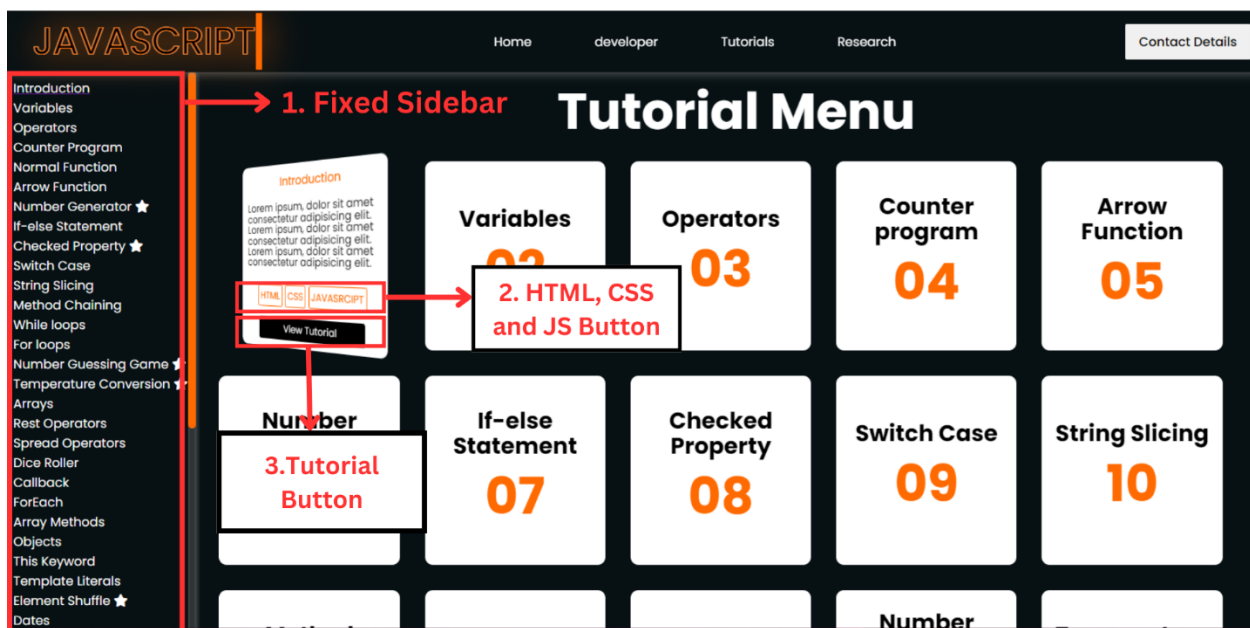 JAVASCRIPT
Home
developer
Tutorials
Research
Contact Details
Introduction
Variables
Operators
Counter Program
Normal Function
Arrow Function
Number Generator
If-else Statement
Checked Property
Switch Case
String Slicing
Method Chaining
While loops
For loops
Number Guessing Game
Temperature Conversion
Arrays
Rest Operators
Spread Operators
Dice Roller
Callback
ForEach
Array Methods
Objects
This Keyword
Template Literals
Element Shuffle
Dates
1. Fixed Sidebar
Tutorial Menu
Introduction
Lorem ipsum, dolor sit amet
consectetur adipisicing elit.
Lorem ipsum, dolor sit amet
consectetur adipisicing elit.
Lorem ipsum, dolor sit amet
consectetur adipisicing elit.
HTML
CSS
JAVASRCIPT
View Tutorial
Variables
02
Operators
03
Counter
program
04
Arrow
Function
05
2. HTML, CSS
and JS Button
Number
3.Tutorial
Button
If-else
Statement
07
Checked
Property
08
Switch Case
09
String Slicing
10
Number